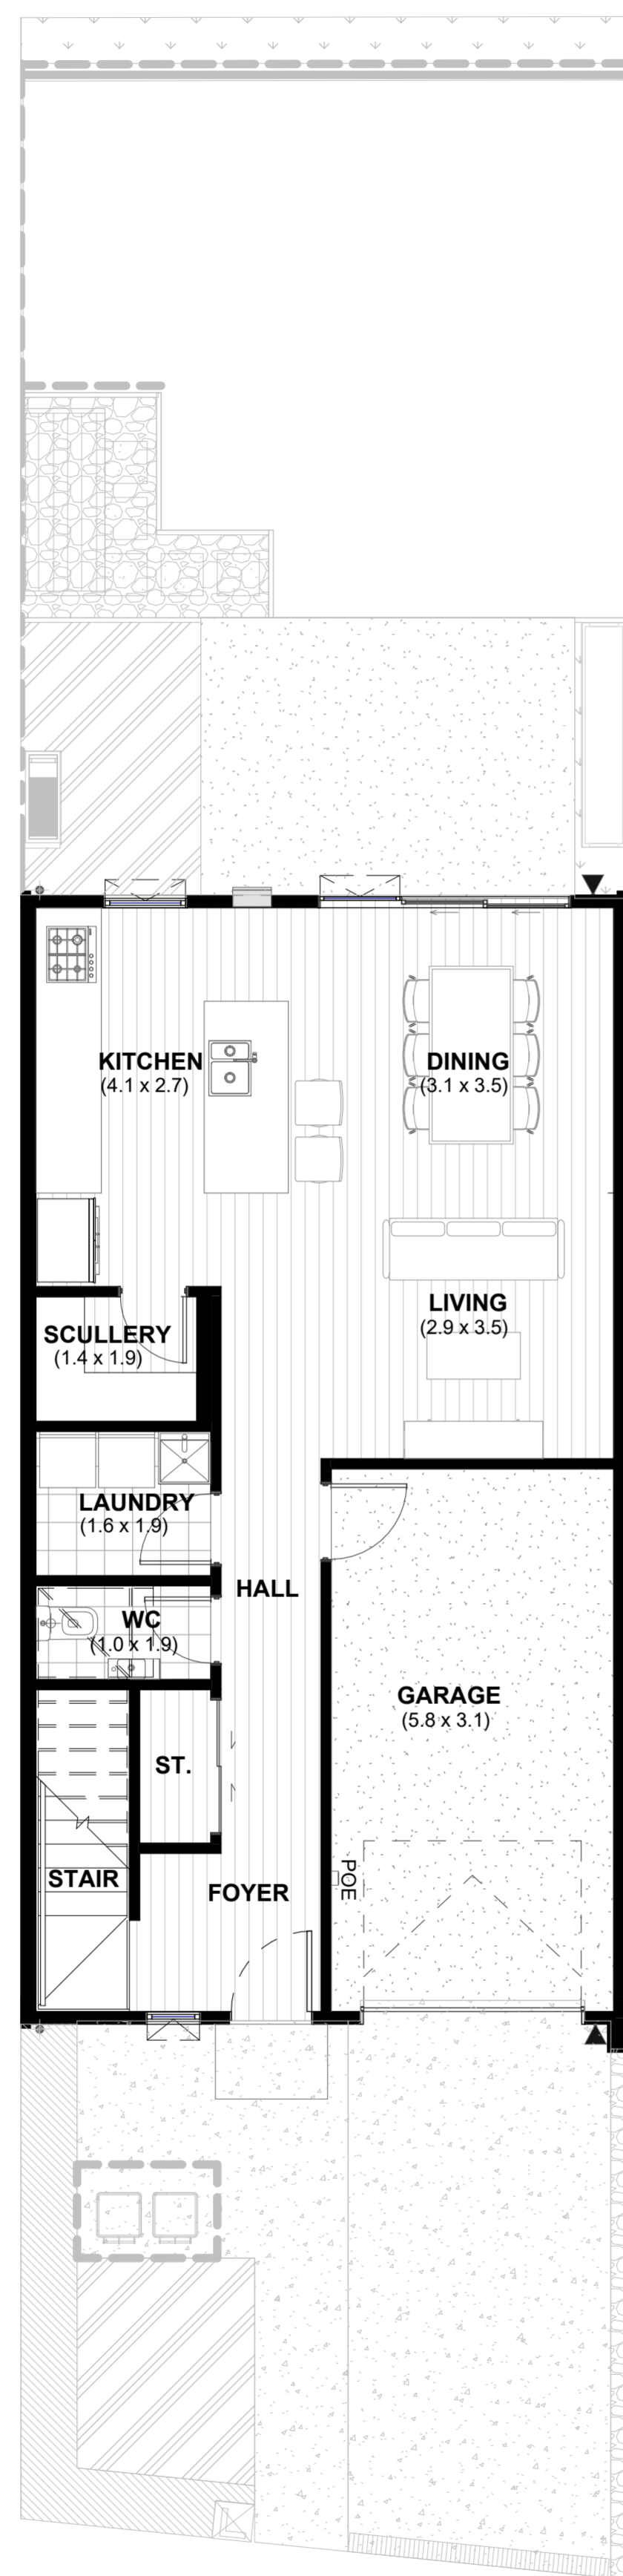 KITCHEN
(4.1 x 2.7)
DINING
(3.1 x 3.5)
LIVING
(2.9 x 3.5)
SCULLERY
(1.4 x 1.9)
LAUNDRY
(1.6 x 1.9)
HALL
WC
(1.0 x 1.9)
GARAGE
(5.8 x 3.1)
ST.
STAIR
POE
FOYER